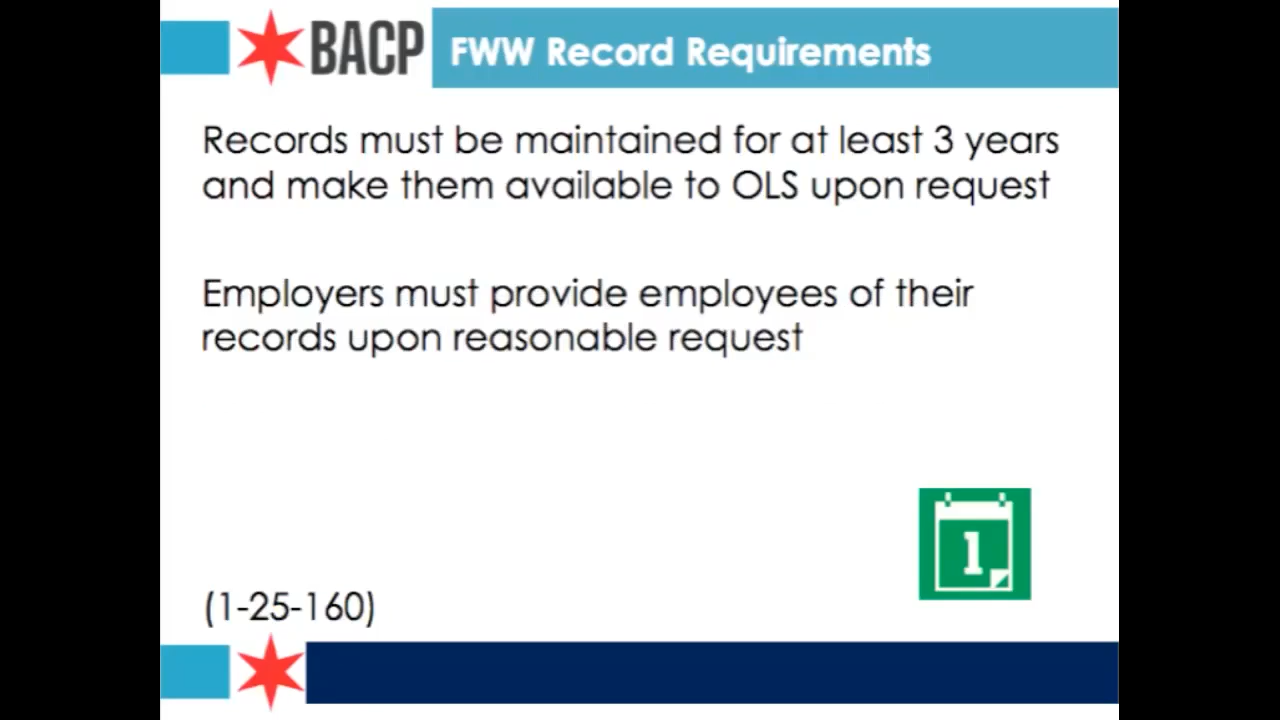 BACP
FWW Record Requirements
Records must be maintained for at least 3 years
and make them available to OLS upon request
Employers must provide employees of their
records upon reasonable request
1
(1-25-160)